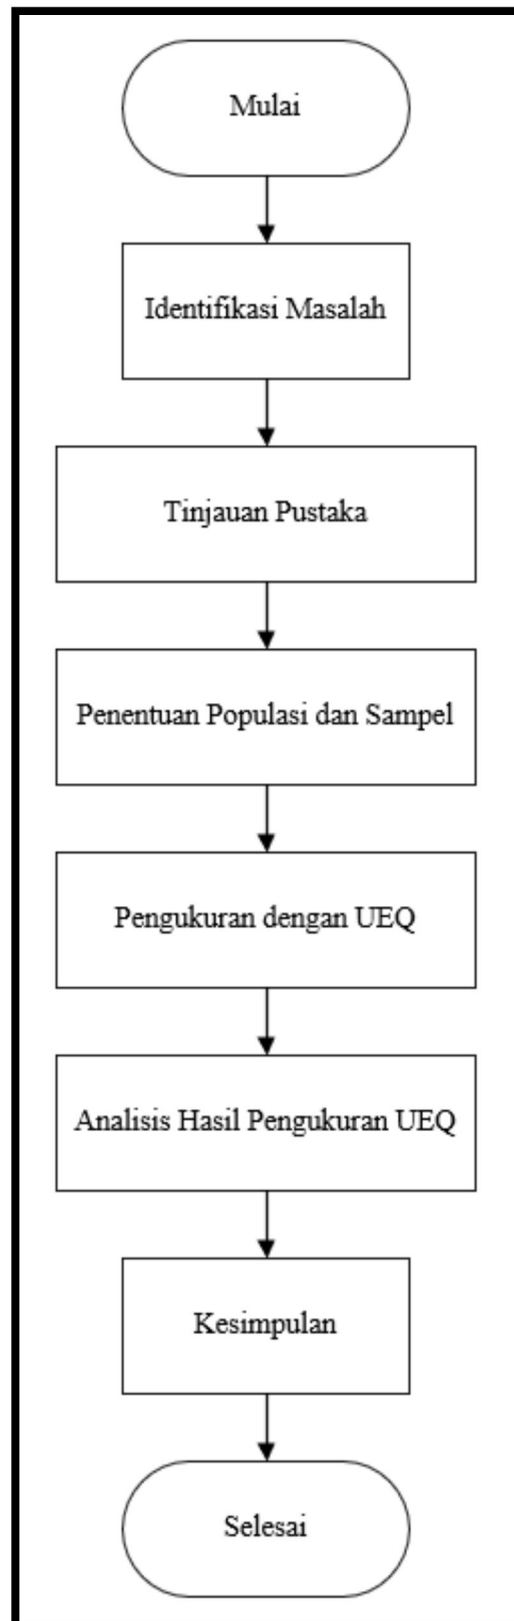 Mulai
Identifikasi Masalah
Tinjauan Pustaka
Penentuan Populasi dan Sampel
Pengukuran dengan UEQ
Analisis Hasil Pengukuran UEQ
Kesimpulan
Selesai